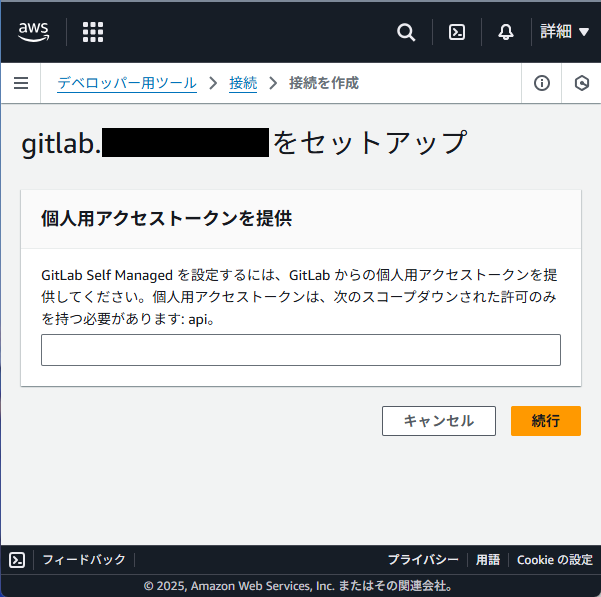 aws
詳細
デベロッパー用ツール > 接続 > 接続を作成
gitlab.をセットアップ
個人用アクセストークンを提供
GitLab Self Managed を設定するには、GitLab からの個人用アクセストークンを提
供してください。個人用アクセストークンは、次のスコープダウンされた許可のみ
を持つ必要があります: api。
キャンセル 続行
フィードバック プライバシー 用語 Cookie の設定
© 2025, Amazon Web Services, Inc. またはその関連会社。